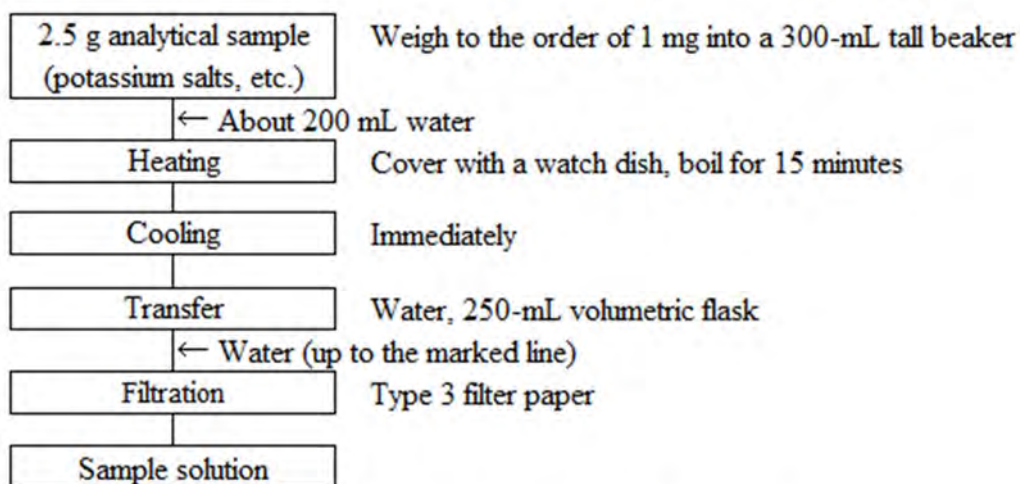 2.5 g analytical sample Weigh to the order of 1 mg into a 300-mL tall beaker
(potassium salts, etc.)
← About 200 mL water
Heating Cover with a watch dish, boil for 15 minutes
Cooling Immediately
Transfer Water, 250-mL volumetric flask
← Water (up to the marked line)
Filtration Type 3 filter paper
Sample solution